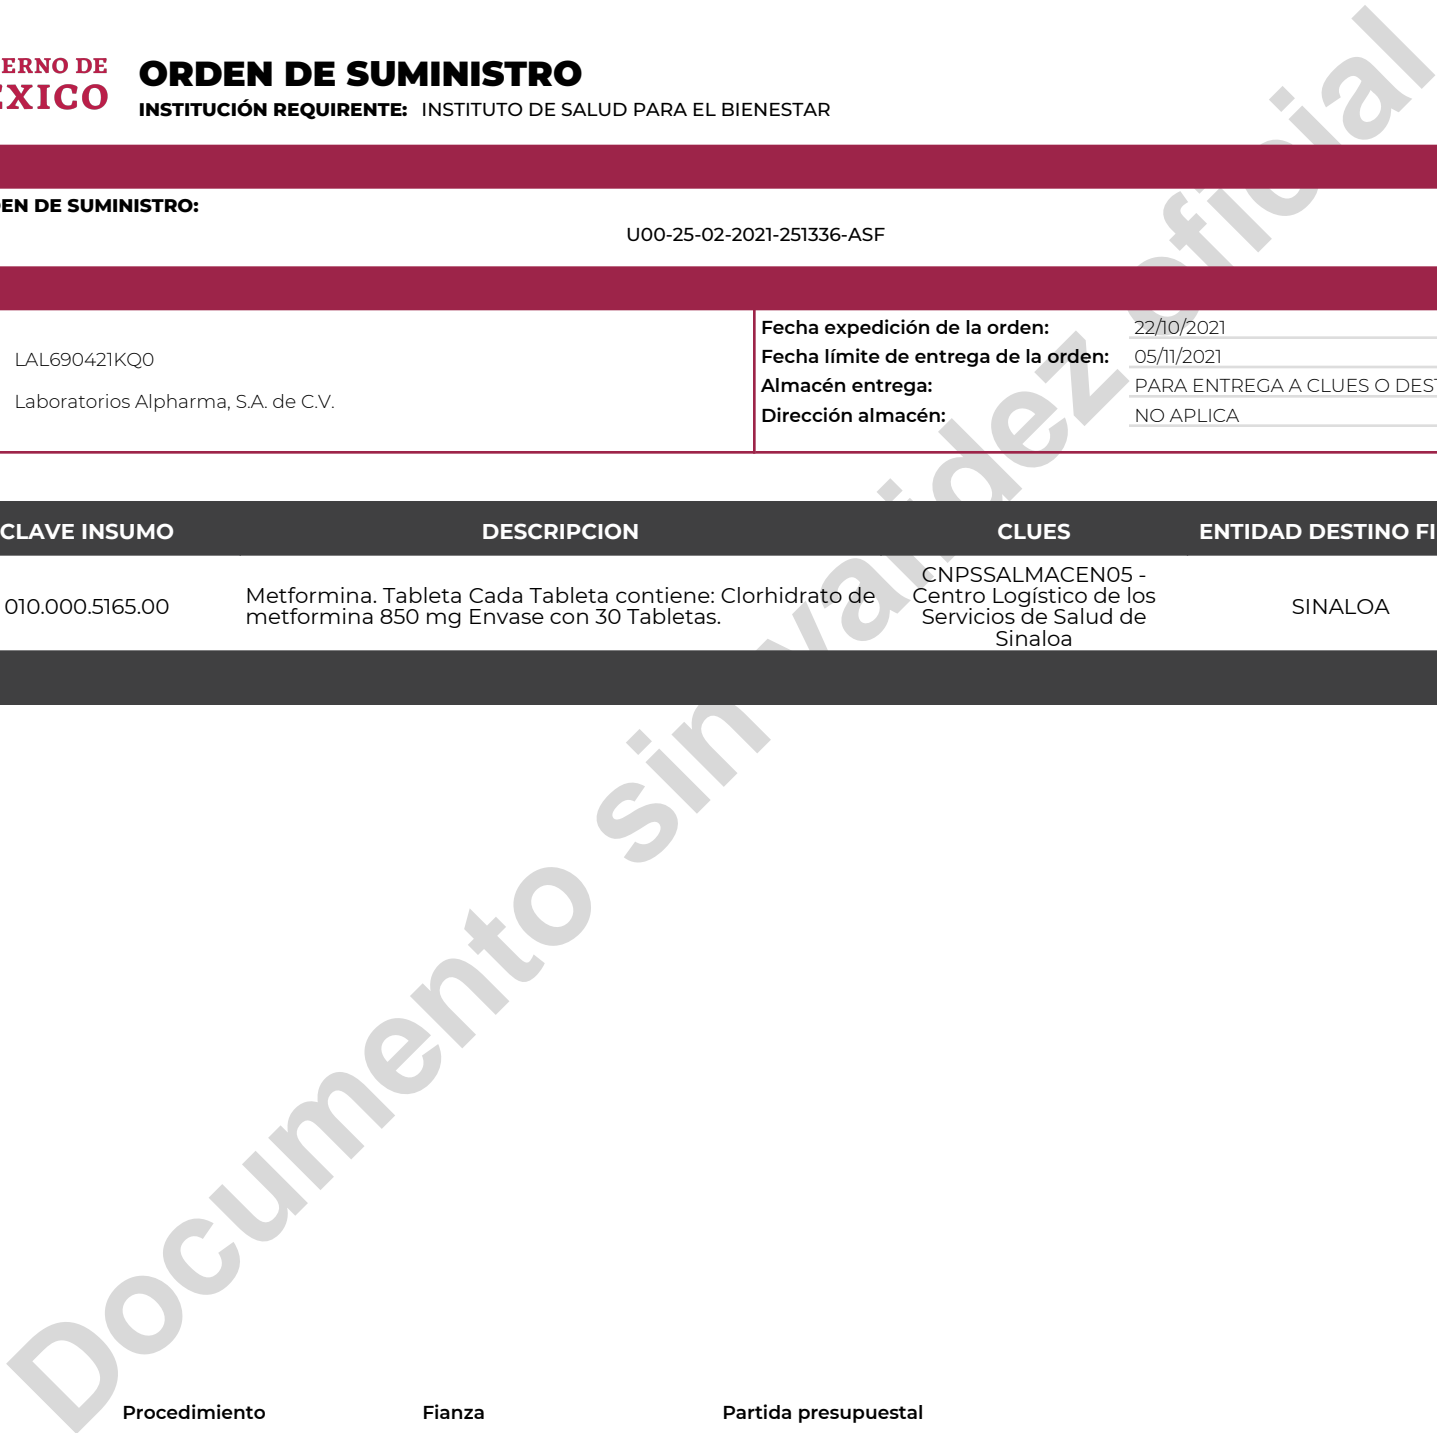 ERNO DE
EXICO
ORDEN DE SUMINISTRO
INSTITUCIÓN REQUIRENTE: INSTITUTO DE SALUD PARA EL BIENESTAR
EN DE SUMINISTRO:
U00-25-02-2021-251336-ASF
LAL690421KQ0
Laboratorios Alpharma, S.A. de C.V.
Fecha expedición de la orden: 22/10/2021
Fecha límite de entrega de la orden: 05/11/2021
Almacén entrega: PARA ENTREGA A CLUES O DEST
Dirección almacén: NO APLICA
CLAVE INSUMO DESCRIPCION CLUES ENTIDAD DESTINO FI
010.000.5165.00
Metformina. Tableta Cada Tableta contiene: Clorhidrato de
metformina 850 mg Envase con 30 Tabletas.
CNPSSALMACEN05 -
Centro Logístico de los
Servicios de Salud de
Sinaloa
SINALOA
Documento sin validez oficial
Procedimiento Fianza Partida presupuestal